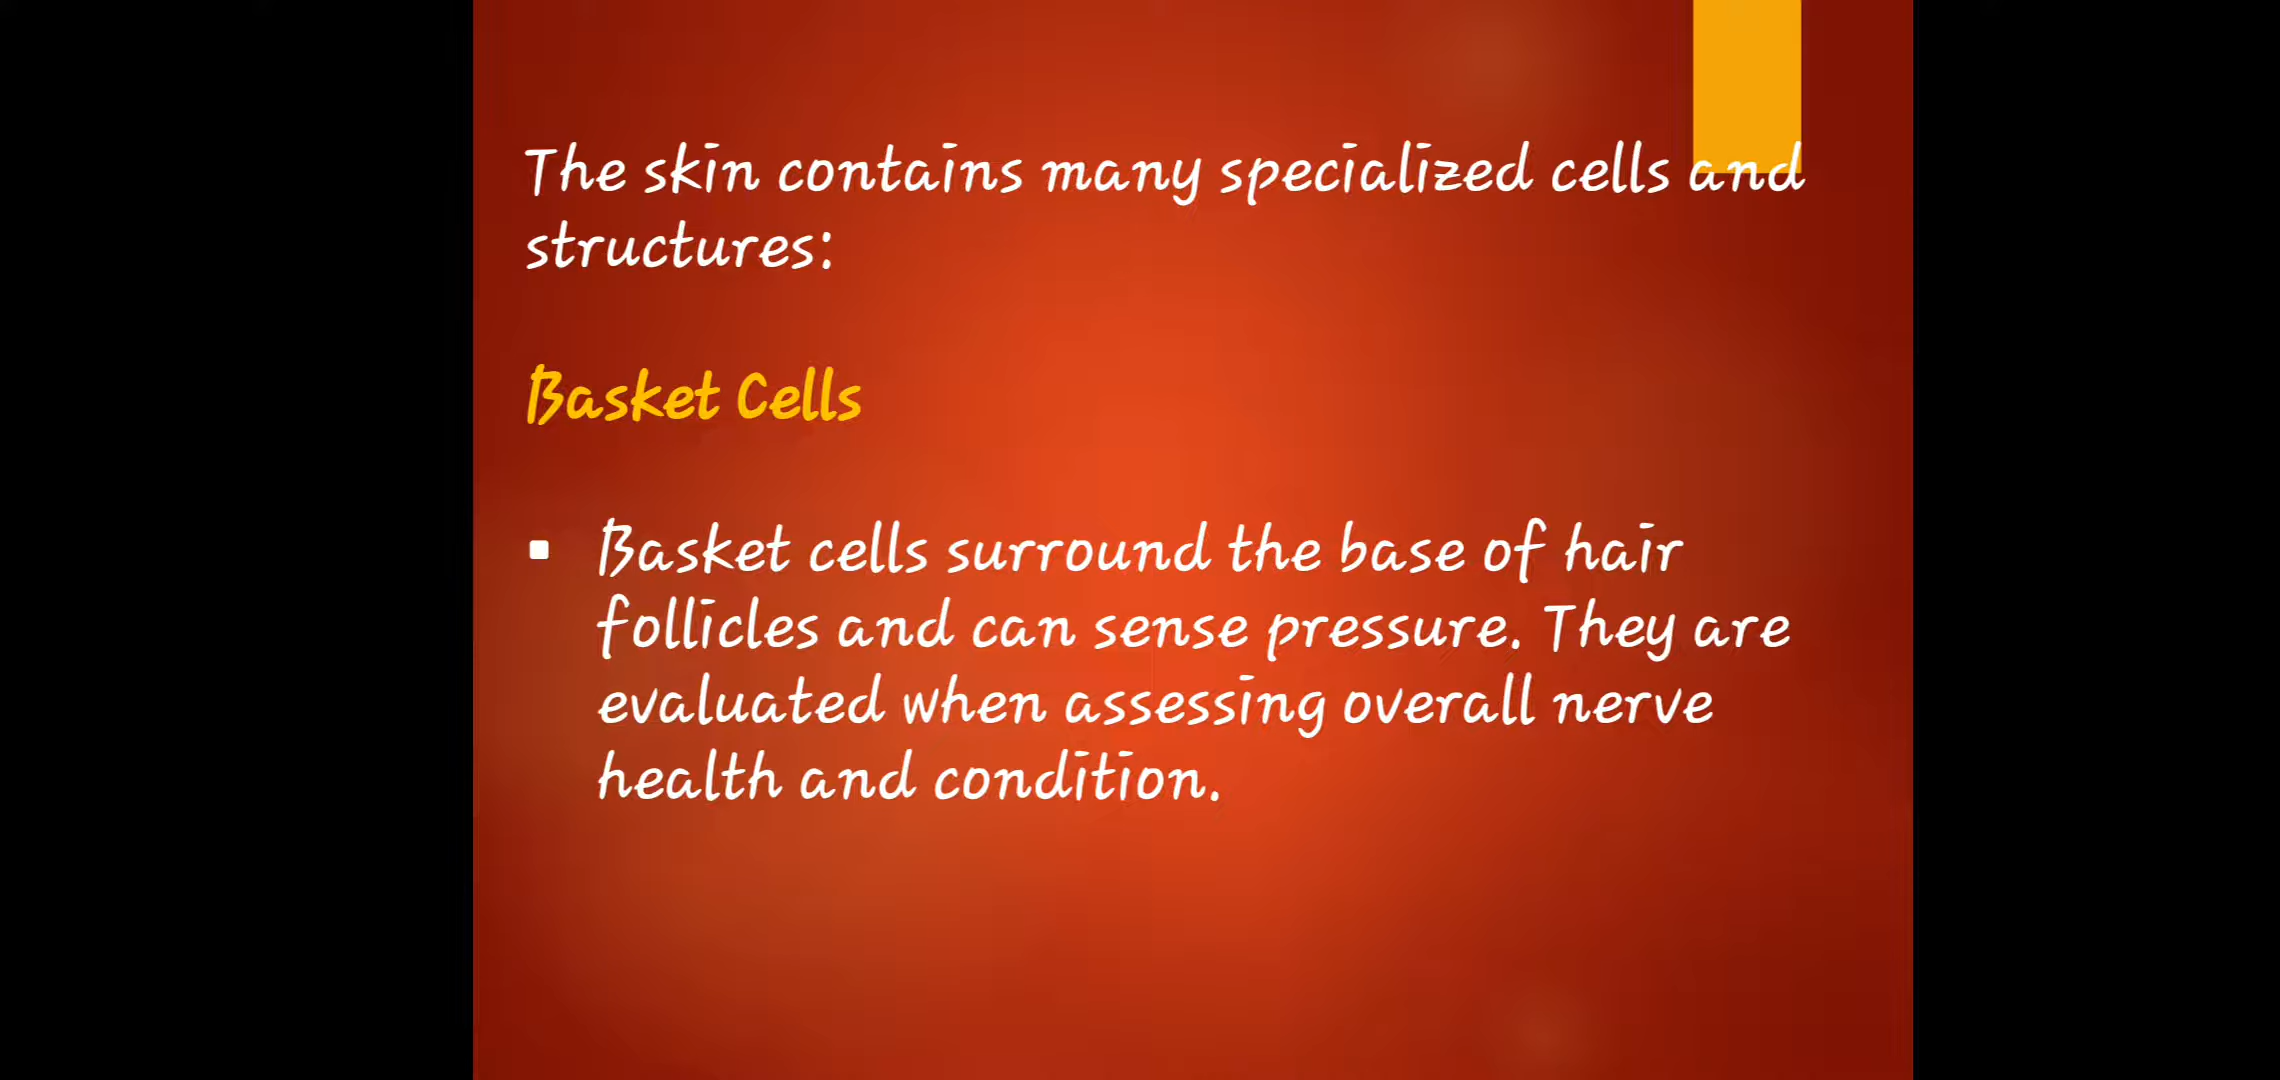 The skin contains many specialized cells and
structures:
Basket Cells
▪ Basket cells surround the base of hair
follicles and can sense pressure. They are
evaluated when assessing overall nerve
health and condition.